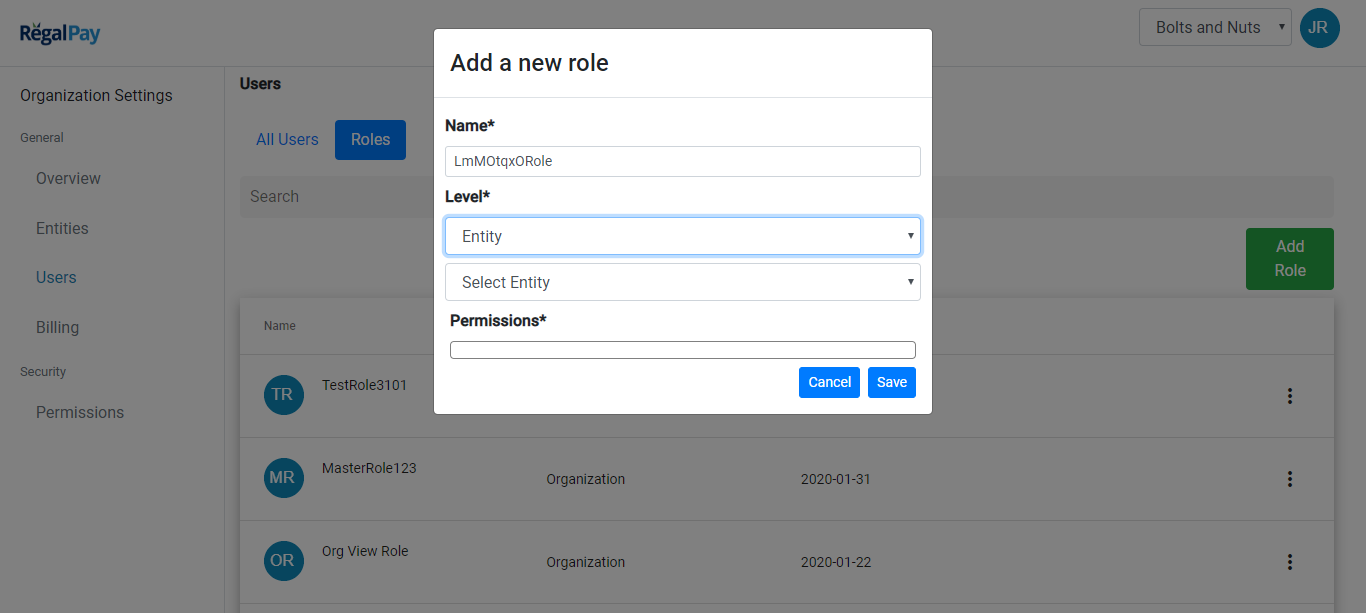 RegalPay
Bolts and Nuts
JR
Organization Settings
General
Overview
Entities
Users
Billing
Security
Permissions
Users
All Users
Roles
Search
Add
Role
Name
TR
TestRole3101
MR
MasterRole123
Organization
2020-01-31
OR
Org View Role
Organization
2020-01-22
Add a new role
Name*
LmMOtqxORole
Level*
Entity
Select Entity
Permissions*
Cancel
Save